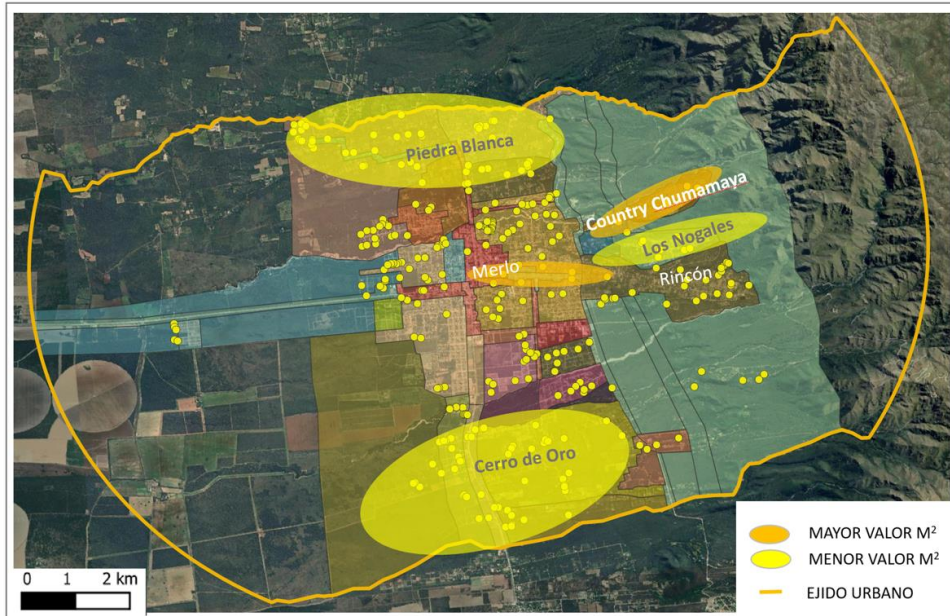 Piedra Blanca
Country Chumamaya
Los Nogales
Merlo
Rincón
Cerro de Oro
MAYOR VALOR M²
MENOR VALOR M²
EJIDO URBANO
0 1 2 km